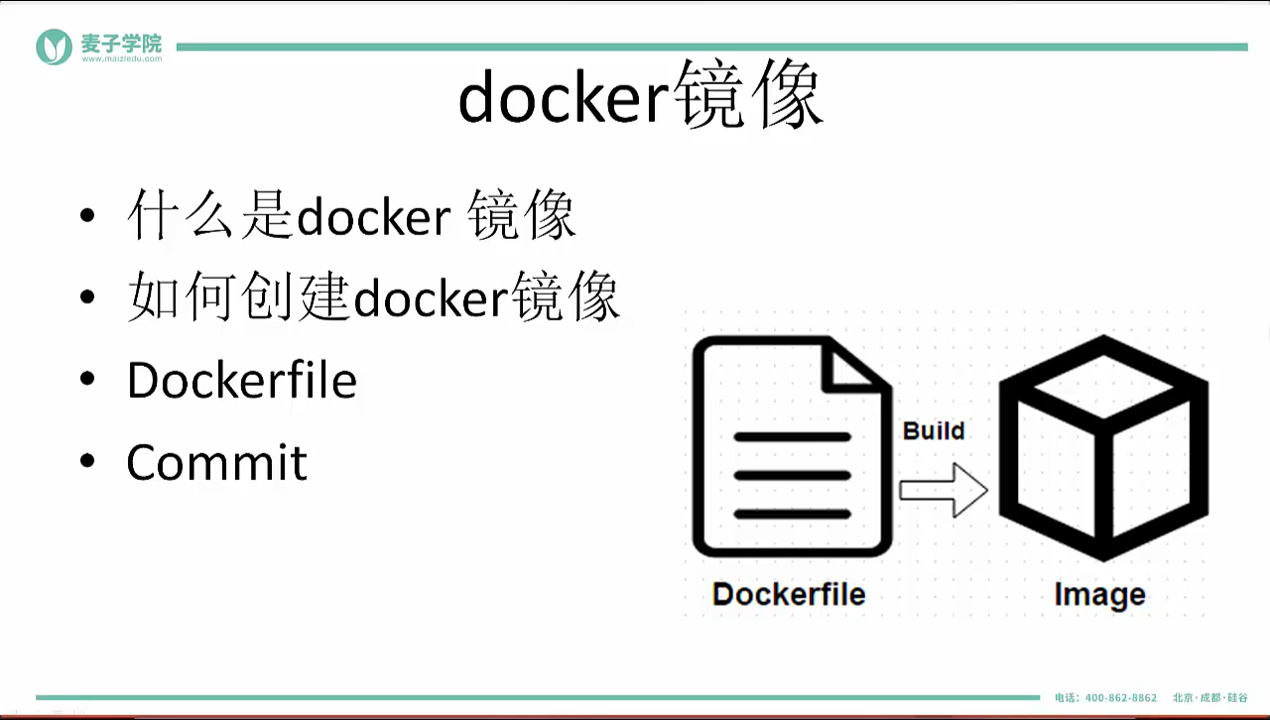 麦子学院
www.maiziedu.com
docker镜像
• 什么是docker 镜像
• 如何创建docker镜像
• Dockerfile
• Commit
Build
Dockerfile
Image
电话：400-862-8862 北京·成都·硅谷